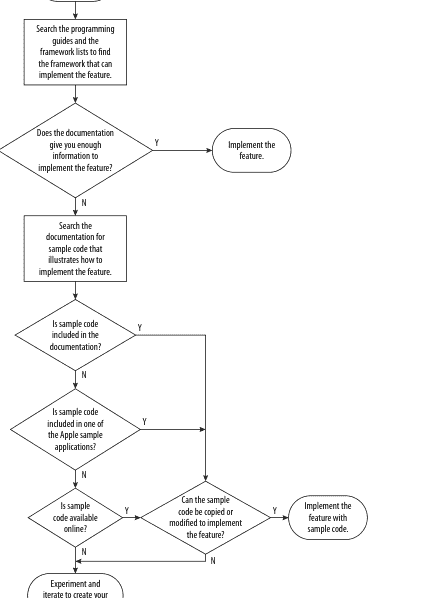 Search the programming
guides and the
framework lists to find
the framework that can
implement the feature.
Does the documentation
give you enough
information to
implement the feature?
Y
Implement the
feature.
N
Search the
documentation for
sample code that
illustrates how to
implement the feature.
Is sample code
included in the
documentation?
Y
N
Is sample code
included in one of
the Apple sample
applications?
Y
N
Is sample
code available
online?
Y
Can the sample
code be copied or
modified to implement
the feature?
Y
Implement the
feature with
sample code.
N
N
Experiment and
iterate to create your